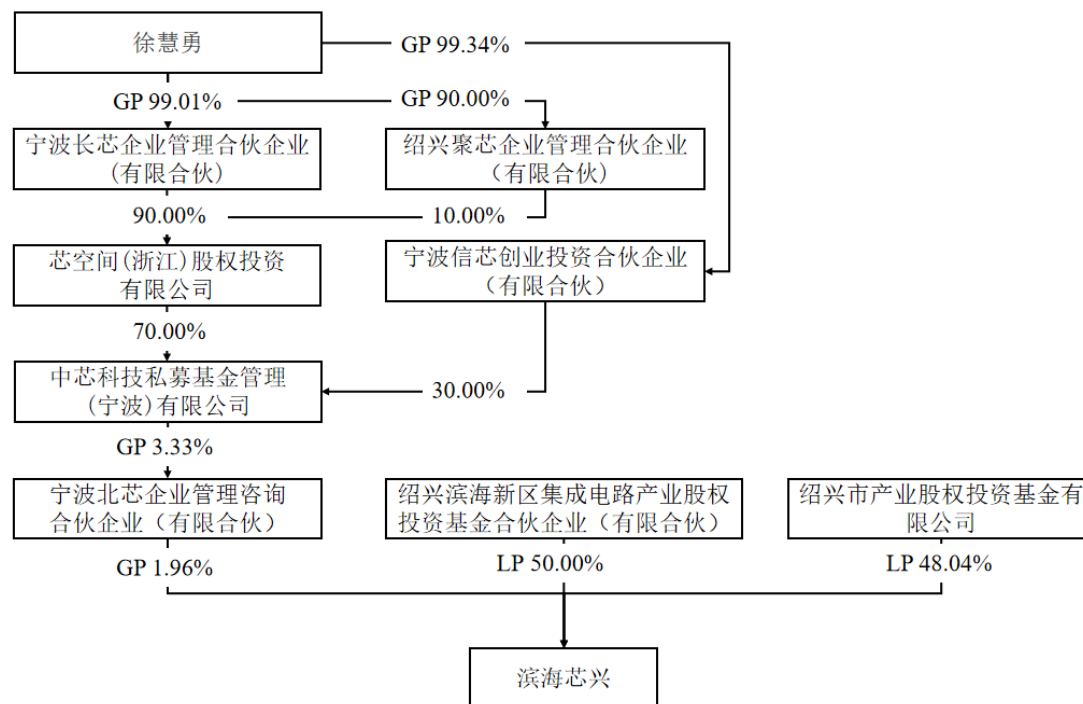 徐慧勇
GP 99.34%
GP 99.01%
GP 90.00%
宁波长芯企业管理合伙企业
(有限合伙)
绍兴聚芯企业管理合伙企业
（有限合伙)
90.00%
10.00%
芯空间(浙江)股权投资
有限公司
宁波信芯创业投资合伙企业
（有限合伙）
70.00%
中芯科技私募基金管理
(宁波)有限公司
30.00%
GP 3.33%
宁波北芯企业管理咨询
合伙企业（有限合伙）
绍兴滨海新区集成电路产业股权
投资基金合伙企业（有限合伙）
绍兴市产业股权投资基金有
限公司
GP 1.96%
LP 50.00%
LP 48.04%
滨海芯兴